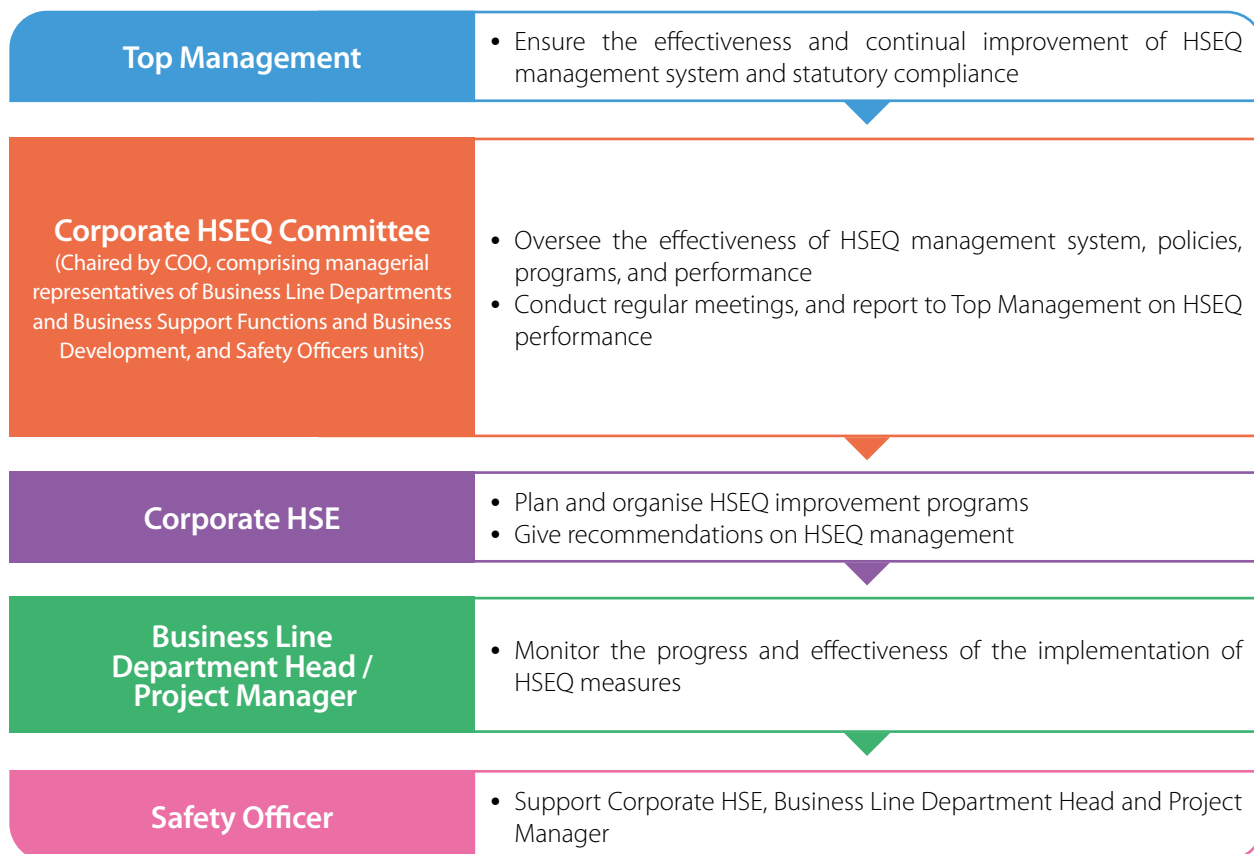 Top Management
• Ensure the effectiveness and continual improvement of HSEQ
management system and statutory compliance
Corporate HSEQ Committee
(Chaired by COO, comprising managerial
representatives of Business Line Departments
and Business Support Functions and Business
Development, and Safety Officers units)
• Oversee the effectiveness of HSEQ management system, policies,
programs, and performance
• Conduct regular meetings, and report to Top Management on HSEQ
performance
Corporate HSE
• Plan and organise HSEQ improvement programs
• Give recommendations on HSEQ management
Business Line
Department Head /
Project Manager
• Monitor the progress and effectiveness of the implementation of
HSEQ measures
Safety Officer
• Support Corporate HSE, Business Line Department Head and Project
Manager